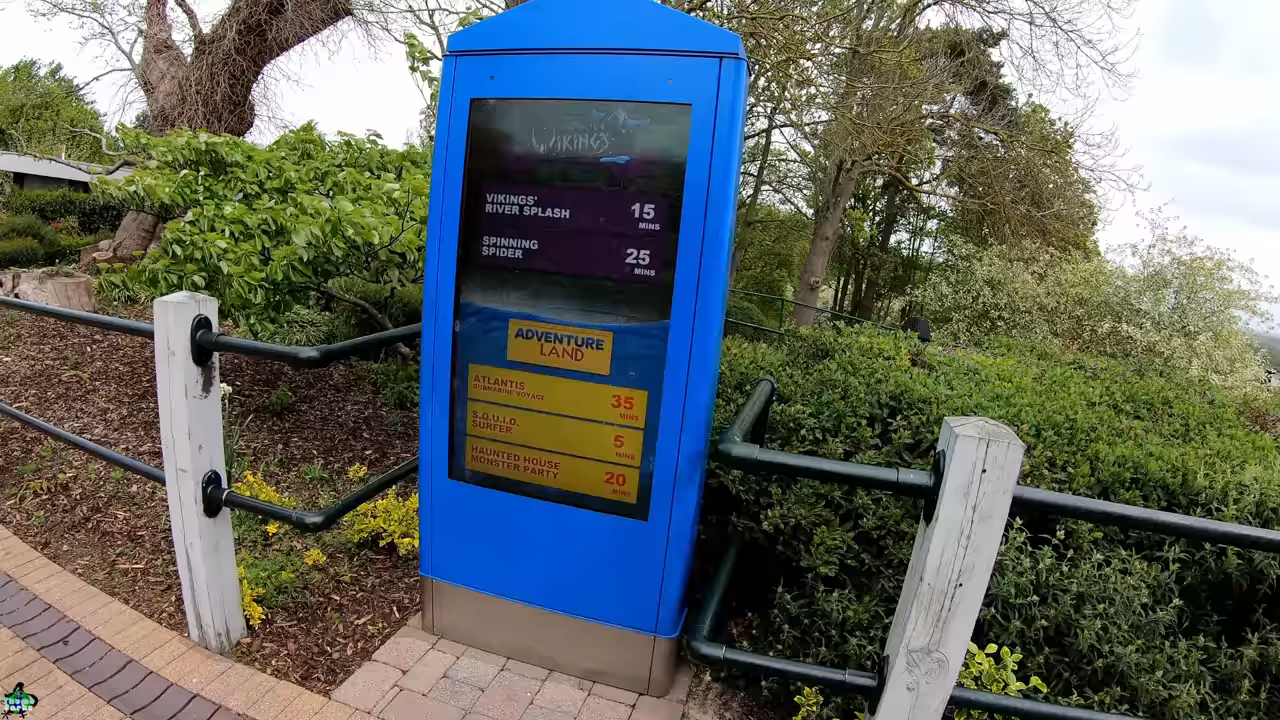 VIKINGS
VIKINGS'
RIVER SPLASH
15
MINS
SPINNING
SPIDER
25
MINS
ADVENTURE
LAND
ATLANTIS
SUBMARINE VOYAGE
35
MINS
S.Q.U.I.D.
SURFER
5
MINS
HAUNTED HOUSE
MONSTER PARTY
20
MINS